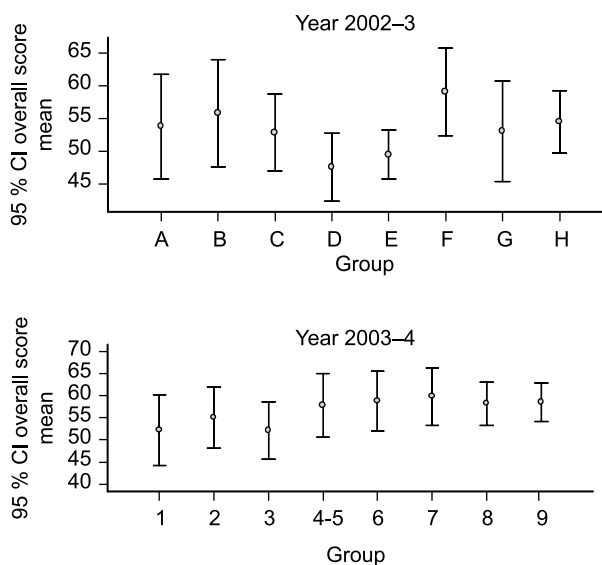 Year 2002–3
95 % CI overall score
mean
65
60
55
50
45
A B C D E F G H
Group
Year 2003–4
95 % CI overall score
mean
70
65
60
55
50
45
40
1 2 3 4-5 6 7 8 9
Group